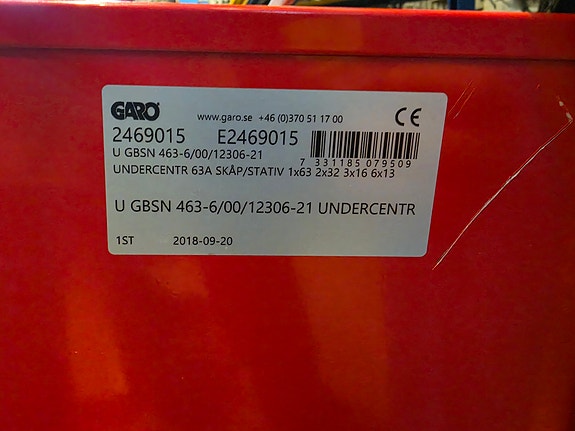 GARO www.garo.se +46 (0)370 51 17 00 CE
2469015 E2469015
U GBSN 463-6/00/12306-21
7 331185 079509
UNDERCENTR 63A SKÅP/STATIV 1x63 2x32 3x16 6x13
U GBSN 463-6/00/12306-21 UNDERCENTR
1ST 2018-09-20